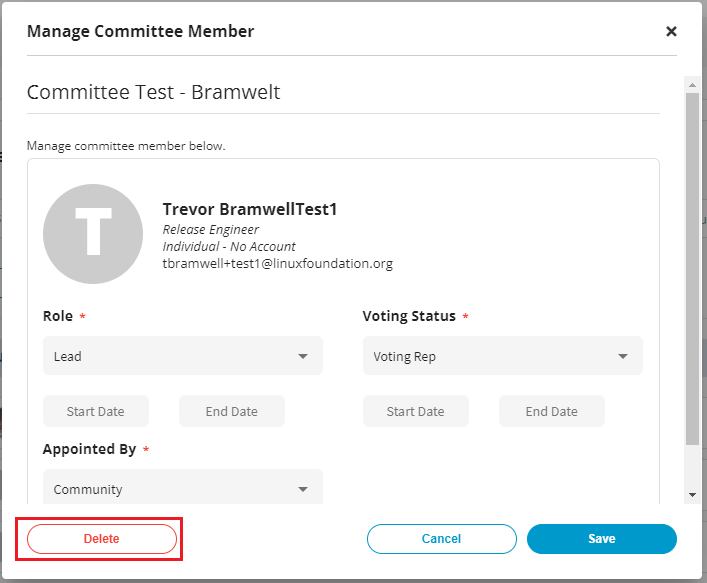 Manage Committee Member
Committee Test - Bramwelt
Manage committee member below.
T
Trevor BramwellTest1
Release Engineer
Individual - No Account
tbramwell+test1@linuxfoundation.org
Role * Voting Status *
Lead Voting Rep
Start Date End Date Start Date End Date
Appointed By *
Community
Delete Cancel Save